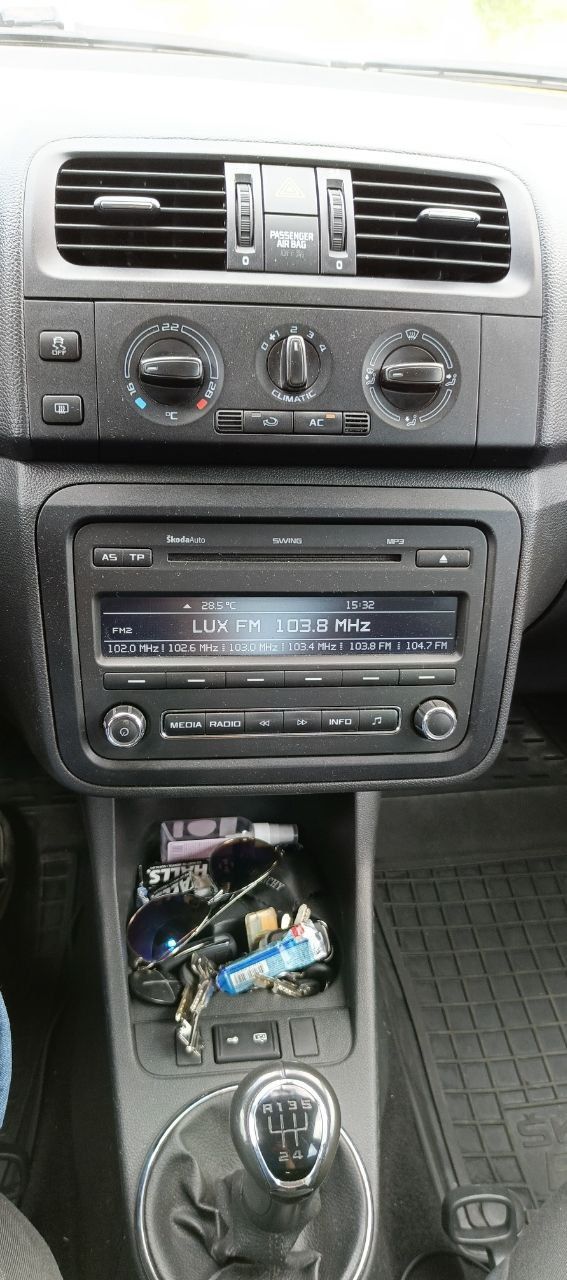 PASSENGER
AIR BAG
OFF
OFF
22
16
28
°C
0 •1 2 3 4
CLIMATIC
AC
0
0
ŠkodaAuto SWING MP3
AS TP
28.5°C 15:32
FM2 LUX FM 103.8 MHz
102.0 MHz 102.6 MHz 103.0 MHz 103.4 MHz 103.8 FM 104.7 FM
MEDIA RADIO INFO
HALLS
R 1 3 5
2 4